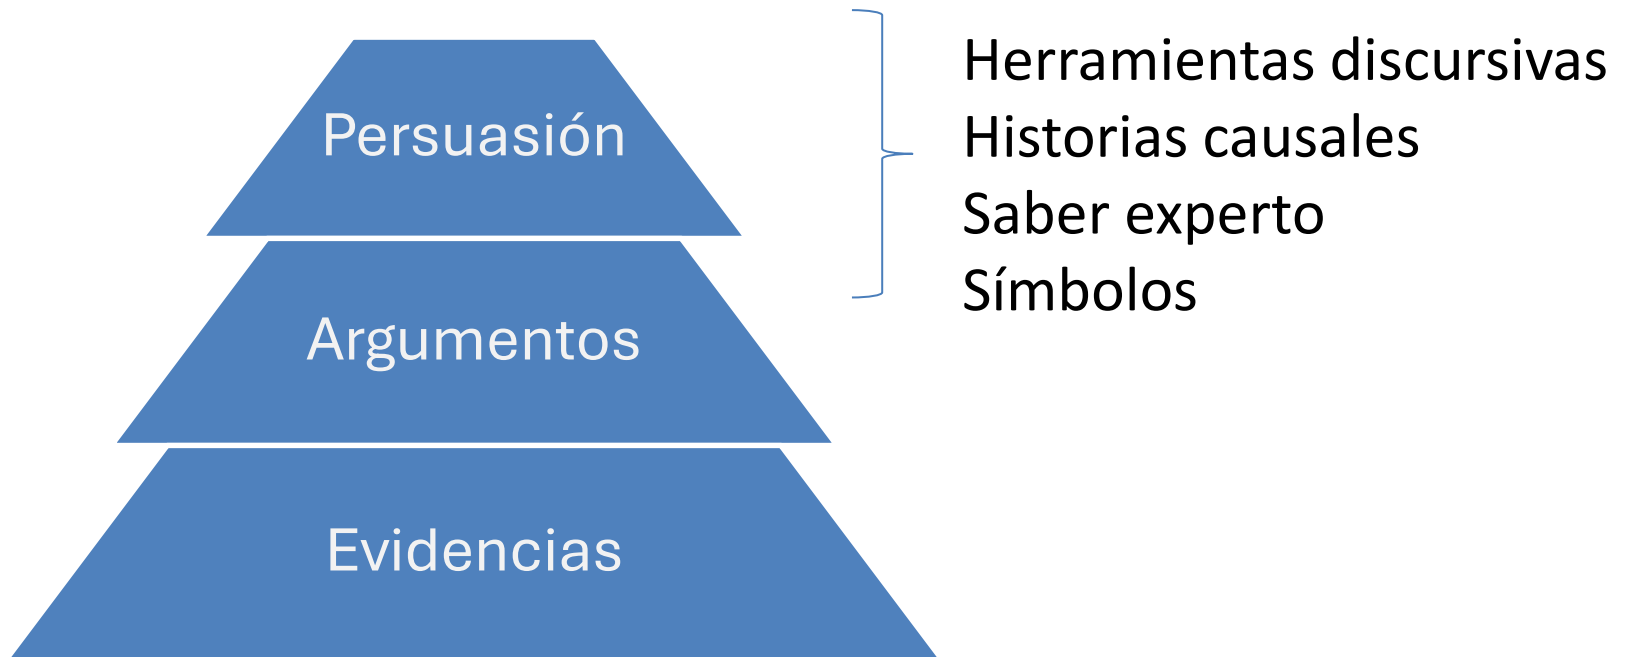 Persuasión
Argumentos
Evidencias
Herramientas discursivas
Historias causales
Saber experto
Símbolos